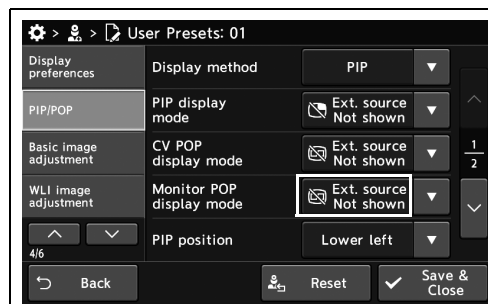 > > User Presets: 01
Display
preferences
Display method
PIP
PIP/POP
PIP display
mode
Ext. source
Not shown
Basic image
adjustment
CV POP
display mode
Ext. source
Not shown
1
2
WLI image
adjustment
Monitor POP
display mode
Ext. source
Not shown
4/6
PIP position
Lower left
Back
Reset
Save &
Close